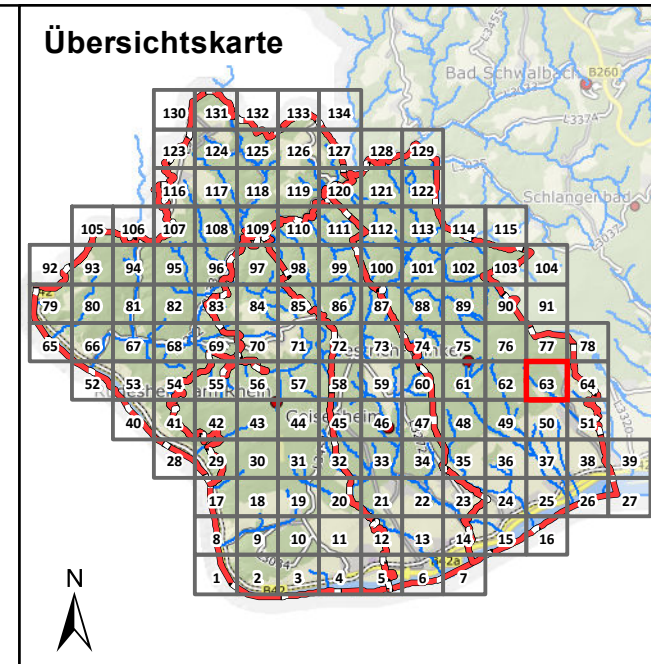 Übersichtskarte
L3455
Bad Schwalbach
B260
L3374
130 131 132 133 134
123 124 125 126 127 128 129
L3035
116 117 118 119 120 121 122
Schlangenbad
105 106 107 108 109 110 111 112 113 114 115
L3037
92 93 94 95 96 97 98 99 100 101 102 103 104
79 80 81 82 83 84 85 86 87 88 89 90 91
65 66 67 68 69 70 71 72 73 74 75 76 77 78
52 53 54 55 56 57 58 59 60 61 62 63 64
40 41 42 43 44 45 46 47 48 49 50 51
Geisenheim
L3320
28 29 30 31 32 33 34 35 36 37 38 39
17 18 19 20 21 22 23 24 25 26 27
8 9 10 11 12 13 14 15 16
L3034
B42a
1 2 3 4 5 6 7
B42
N